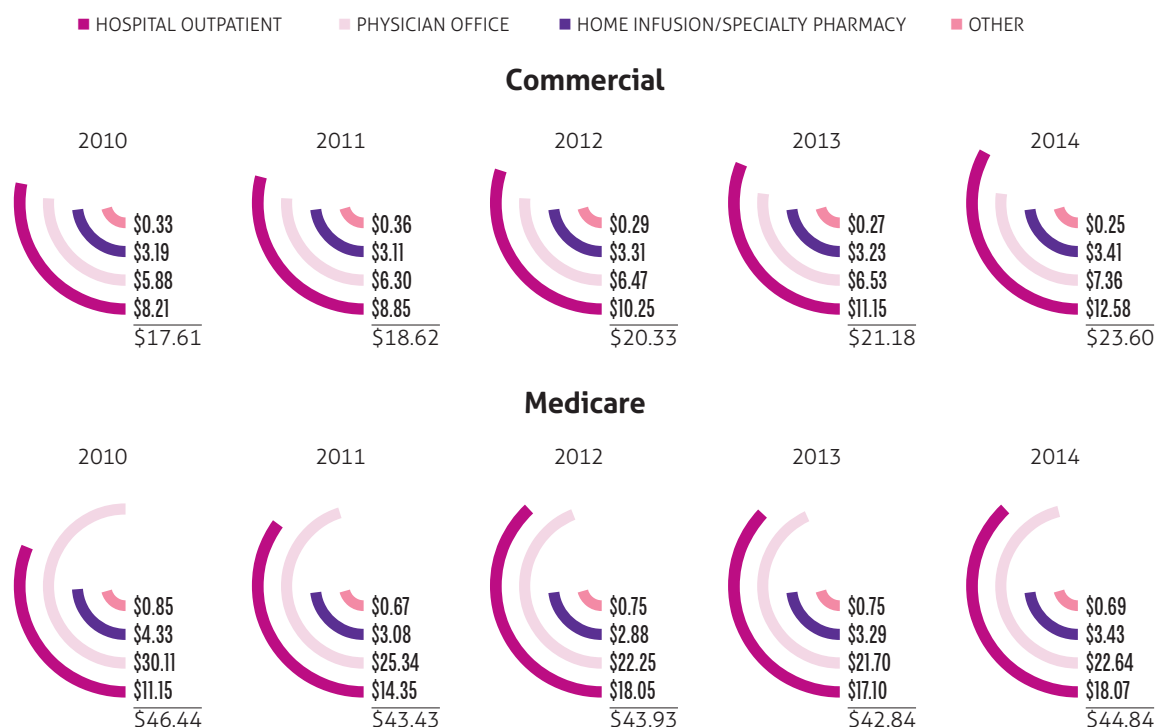 HOSPITAL OUTPATIENT PHYSICIAN OFFICE HOME INFUSION/SPECIALTY PHARMACY OTHER
Commercial
2010 2011 2012 2013 2014
$0.33 $0.36 $0.29 $0.27 $0.25
$3.19 $3.11 $3.31 $3.23 $3.41
$5.88 $6.30 $6.47 $6.53 $7.36
$8.21 $8.85 $10.25 $11.15 $12.58
$17.61 $18.62 $20.33 $21.18 $23.60
Medicare
2010 2011 2012 2013 2014
$0.85 $0.67 $0.75 $0.75 $0.69
$4.33 $3.08 $2.88 $3.29 $3.43
$30.11 $25.34 $22.25 $21.70 $22.64
$11.15 $14.35 $18.05 $17.10 $18.07
$46.44 $43.43 $43.93 $42.84 $44.84